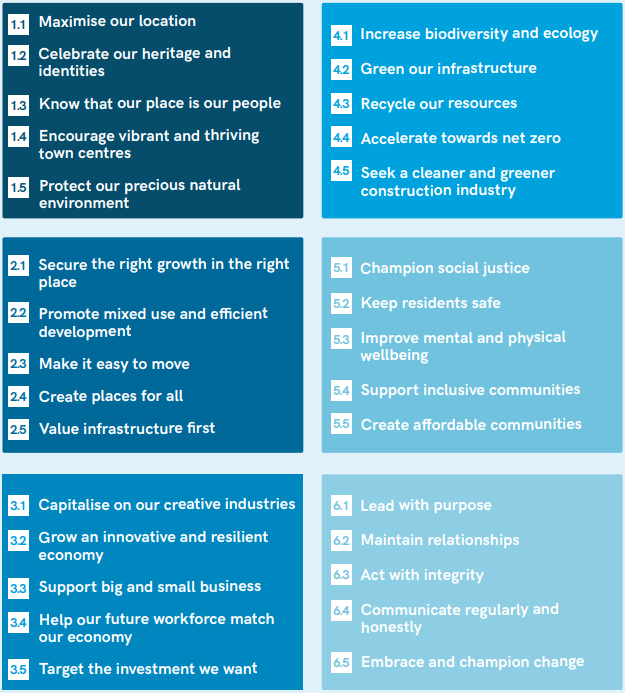 1.1 Maximise our location
1.2 Celebrate our heritage and
identities
1.3 Know that our place is our people
1.4 Encourage vibrant and thriving
town centres
1.5 Protect our precious natural
environment
2.1 Secure the right growth in the right
place
2.2 Promote mixed use and efficient
development
2.3 Make it easy to move
2.4 Create places for all
2.5 Value infrastructure first
3.1 Capitalise on our creative industries
3.2 Grow an innovative and resilient
economy
3.3 Support big and small business
3.4 Help our future workforce match
our economy
3.5 Target the investment we want
4.1 Increase biodiversity and ecology
4.2 Green our infrastructure
4.3 Recycle our resources
4.4 Accelerate towards net zero
4.5 Seek a cleaner and greener
construction industry
5.1 Champion social justice
5.2 Keep residents safe
5.3 Improve mental and physical
wellbeing
5.4 Support inclusive communities
5.5 Create affordable communities
6.1 Lead with purpose
6.2 Maintain relationships
6.3 Act with integrity
6.4 Communicate regularly and
honestly
6.5 Embrace and champion change